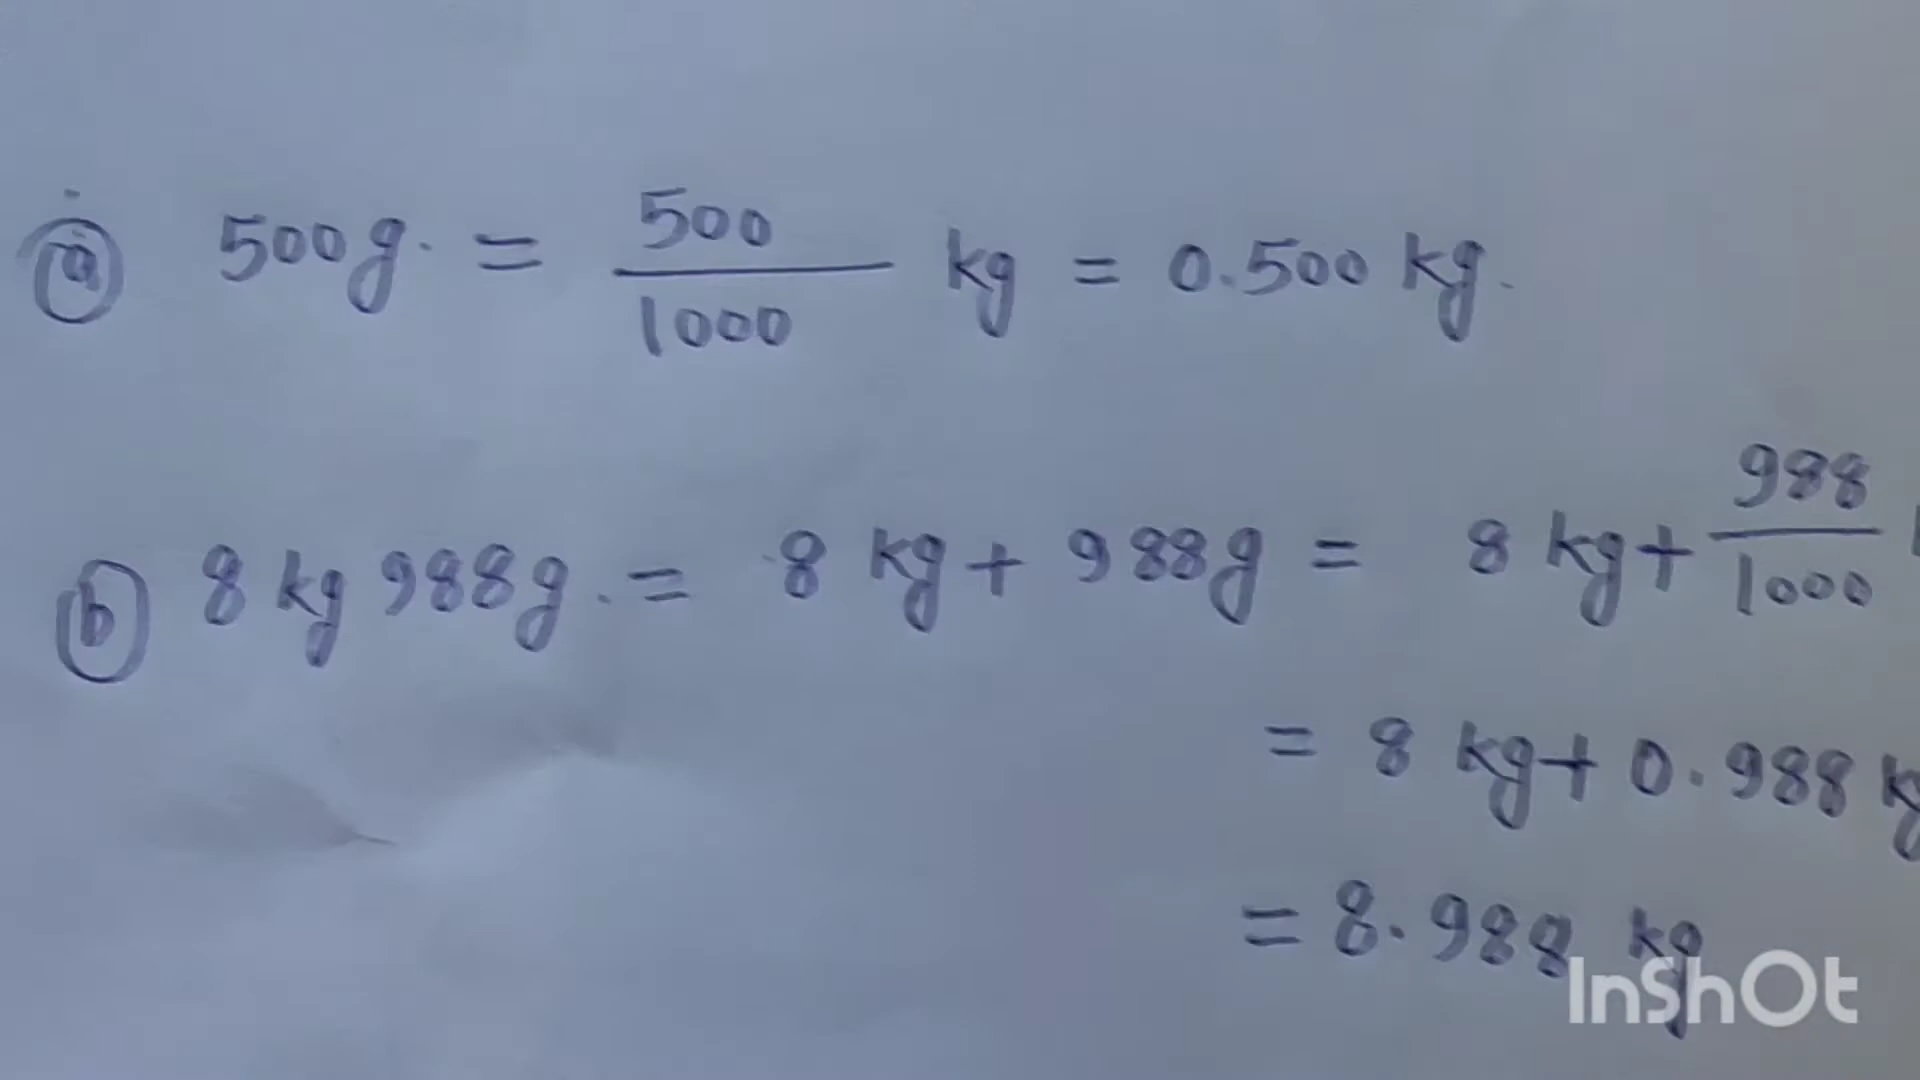 (a) 500g. = 500/1000 kg = 0.500 kg.
(b) 8 kg 988g. = 8 kg + 988g = 8 kg + 988/1000
= 8 kg + 0.988 kg
= 8.988 kg
InShOt